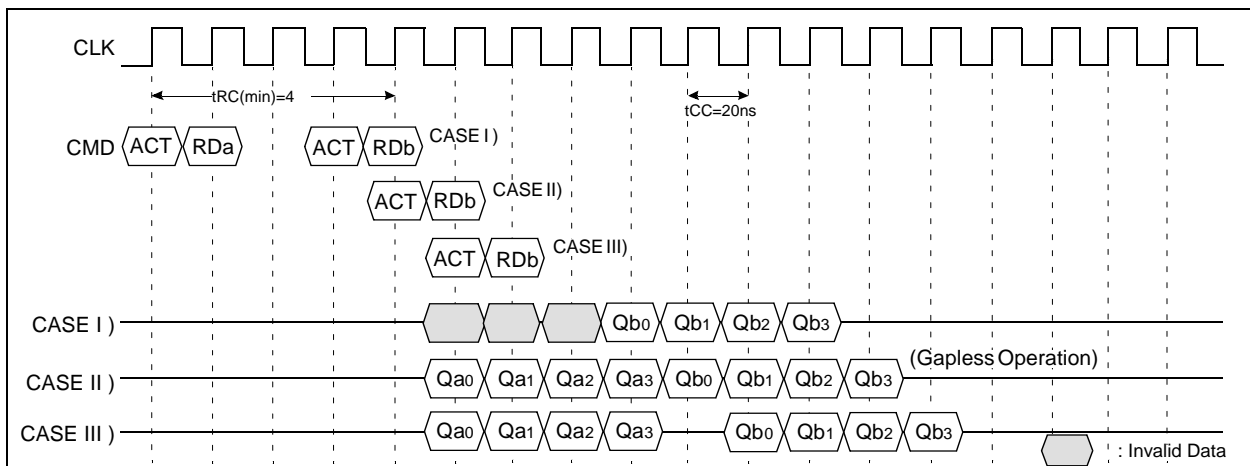 CLK
tRC(min)=4
tCC=20ns
CMD ACT RDa ACT RDb CASE I )
ACT RDb CASE II)
ACT RDb CASE III)
CASE I ) Qb0 Qb1 Qb2 Qb3
(Gapless Operation)
CASE II ) Qa0 Qa1 Qa2 Qa3 Qb0 Qb1 Qb2 Qb3
CASE III ) Qa0 Qa1 Qa2 Qa3 Qb0 Qb1 Qb2 Qb3
: Invalid Data